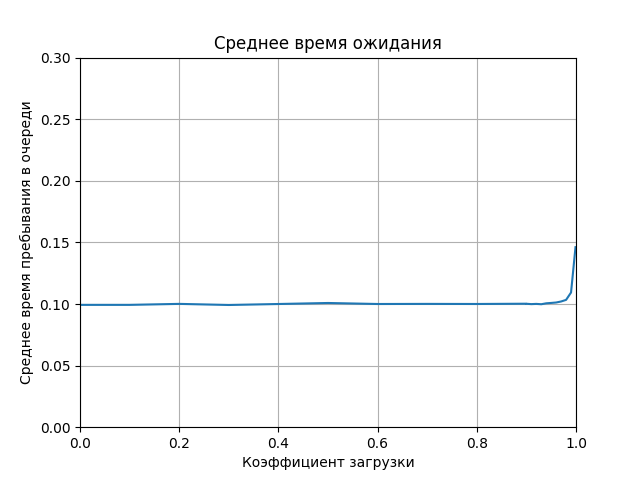 Среднее время ожидания
Среднее время пребывания в очереди
0.30
0.25
0.20
0.15
0.10
0.05
0.00
0.0 0.2 0.4 0.6 0.8 1.0
Коэффициент загрузки